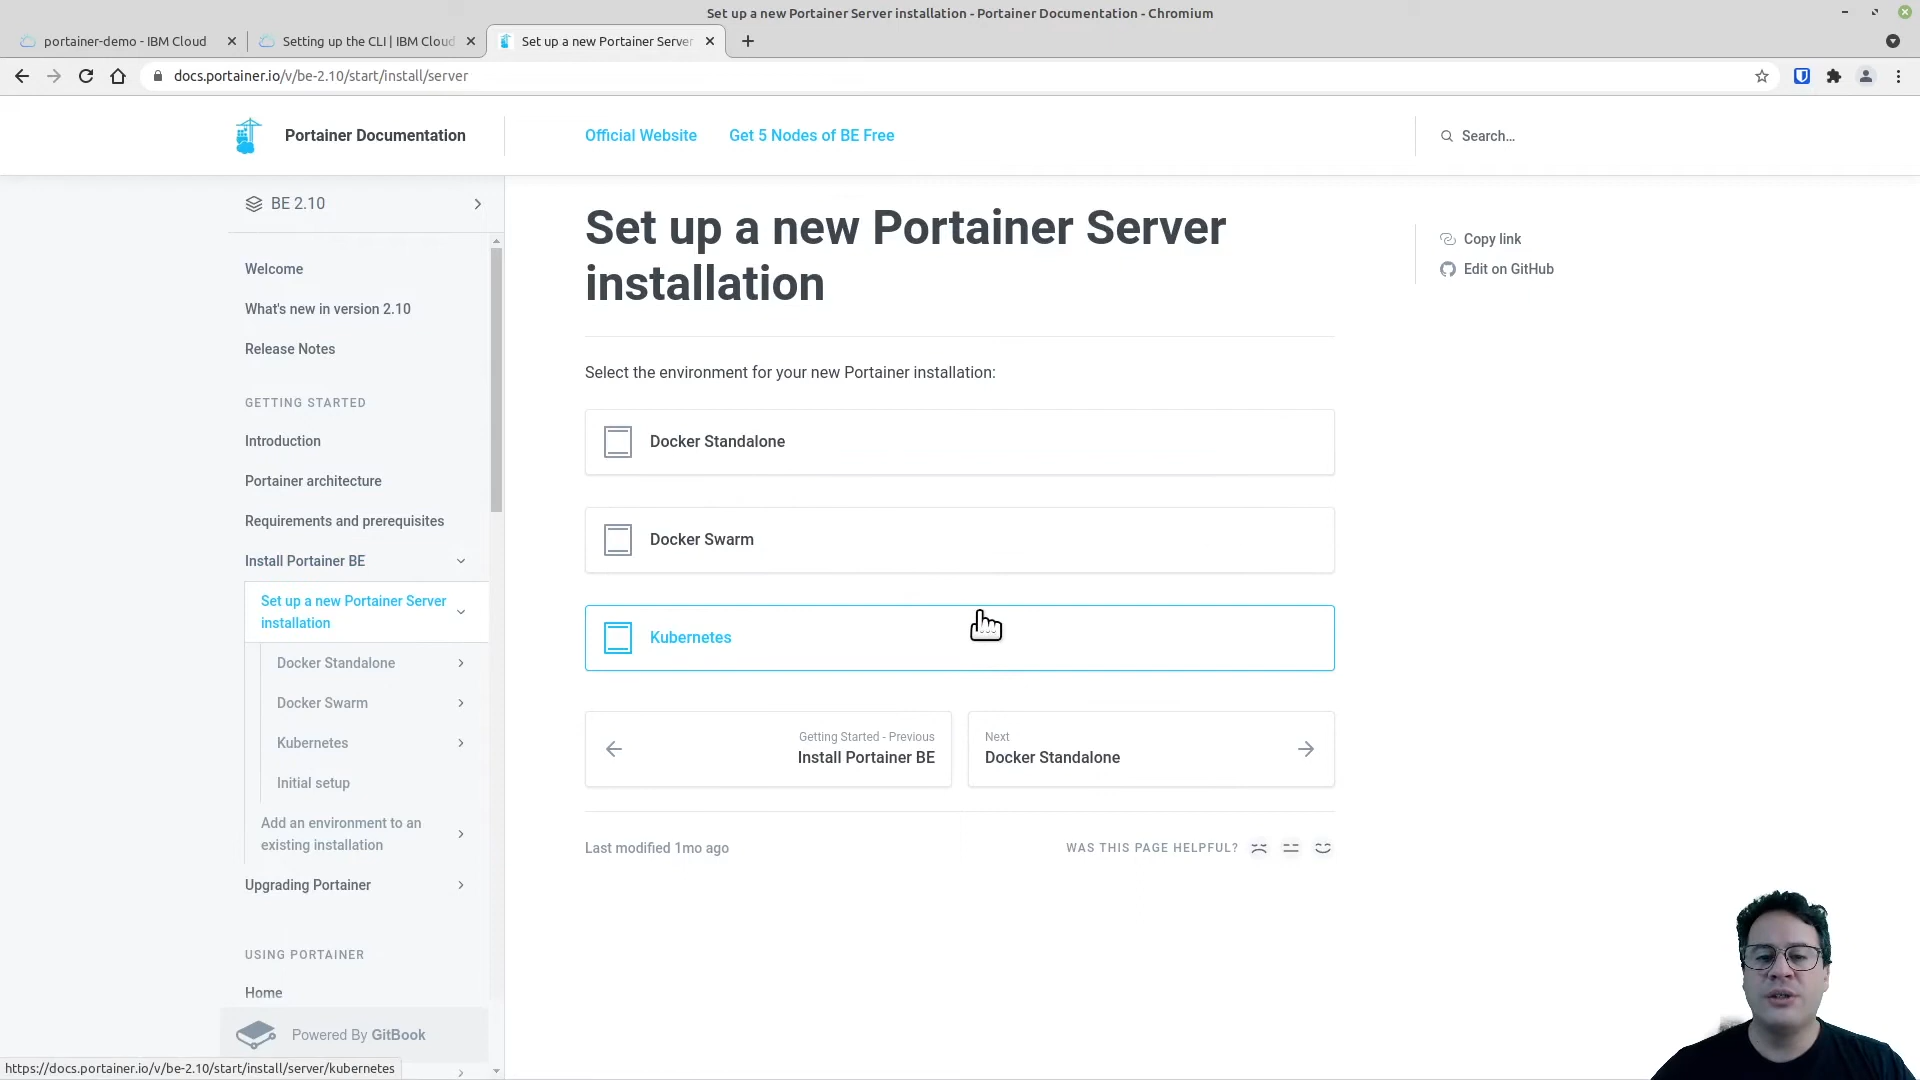 Set up a new Portainer Server installation - Portainer Documentation - Chromium
portainer-demo - IBM Cloud
Setting up the CLI | IBM Cloud
Set up a new Portainer Server
docs.portainer.io/v/be-2.10/start/install/server
Portainer Documentation
Official Website
Get 5 Nodes of BE Free
Search...
BE 2.10
Welcome
What's new in version 2.10
Release Notes
GETTING STARTED
Introduction
Portainer architecture
Requirements and prerequisites
Install Portainer BE
Set up a new Portainer Server
installation
Docker Standalone
Docker Swarm
Kubernetes
Initial setup
Add an environment to an
existing installation
Upgrading Portainer
USING PORTAINER
Home
Powered By GitBook
https://docs.portainer.io/v/be-2.10/start/install/server/kubernetes
Set up a new Portainer Server
installation
Select the environment for your new Portainer installation:
Docker Standalone
Docker Swarm
Kubernetes
Getting Started - Previous
Install Portainer BE
Next
Docker Standalone
Last modified 1mo ago
WAS THIS PAGE HELPFUL?
Copy link
Edit on GitHub